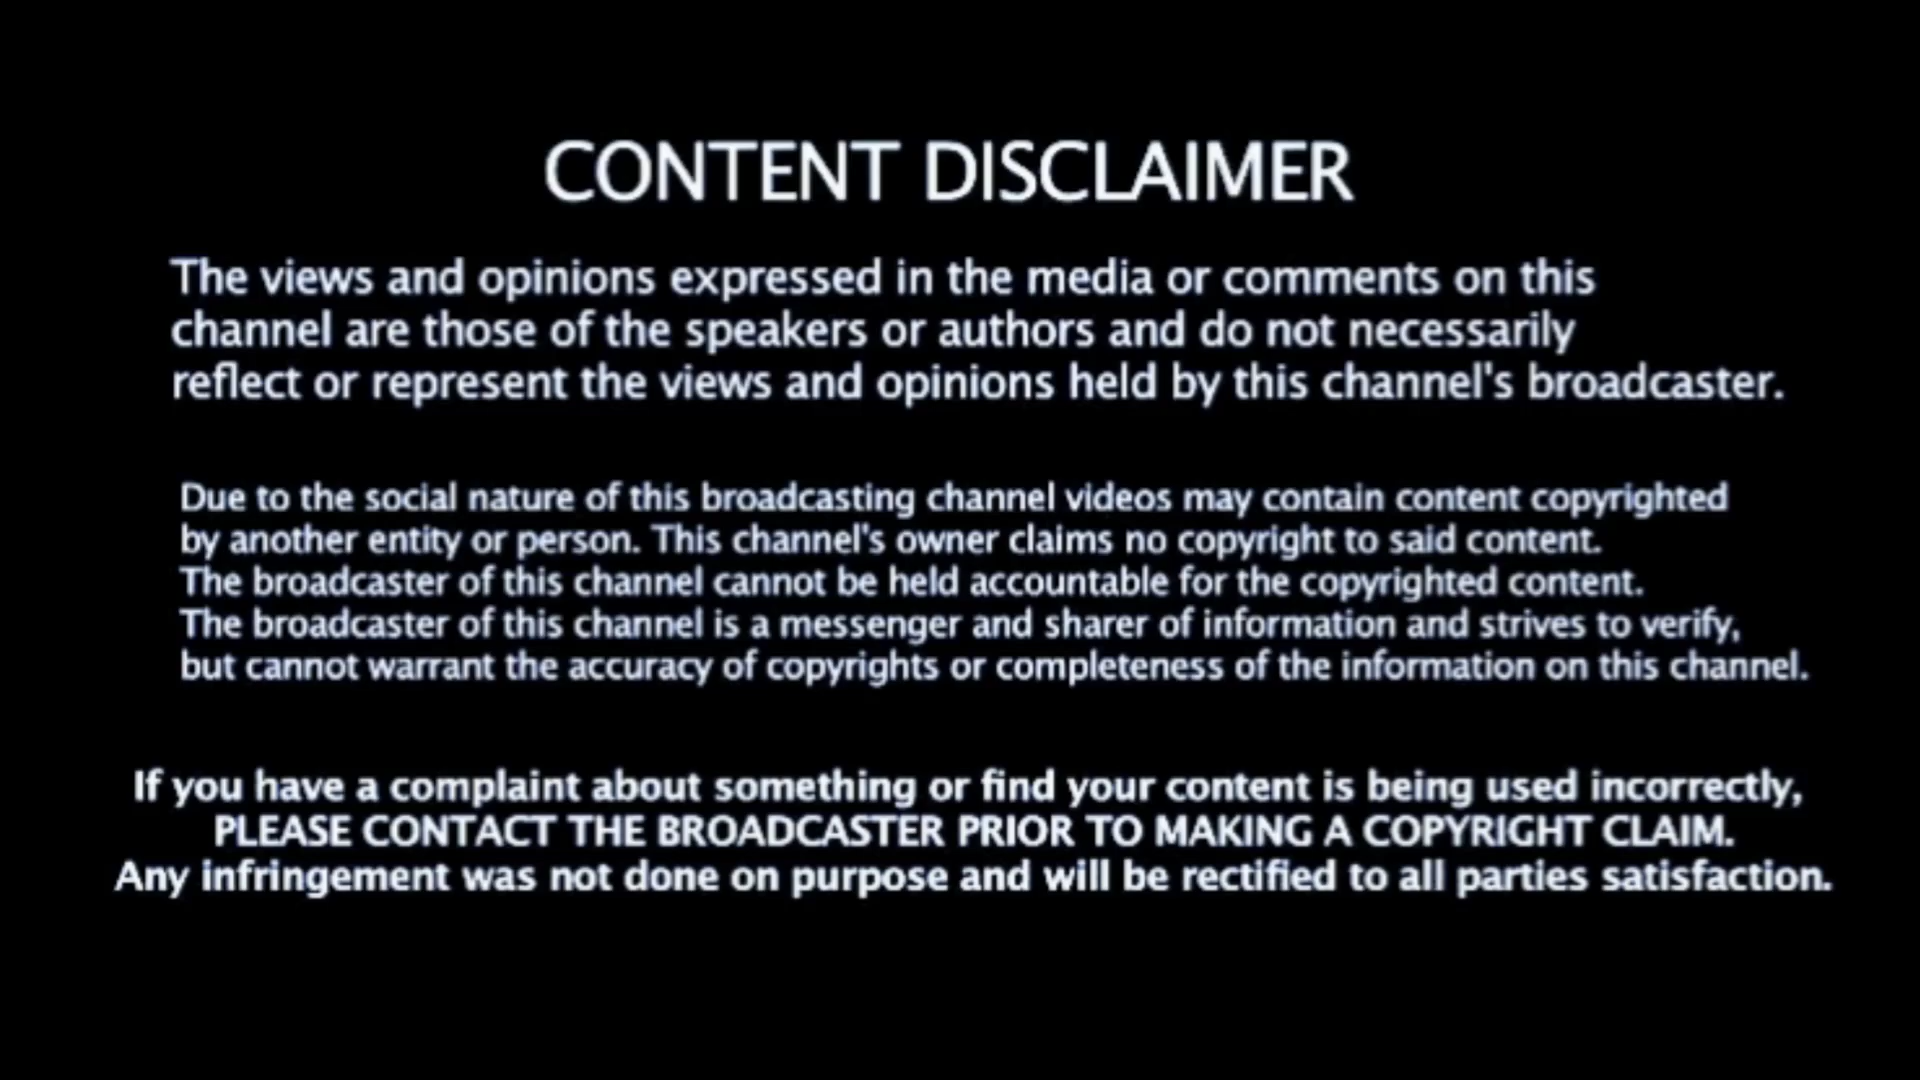 CONTENT DISCLAIMER
The views and opinions expressed in the media or comments on this
channel are those of the speakers or authors and do not necessarily
reflect or represent the views and opinions held by this channel's broadcaster.
Due to the social nature of this broadcasting channel videos may contain content copyrighted
by another entity or person. This channel's owner claims no copyright to said content.
The broadcaster of this channel cannot be held accountable for the copyrighted content.
The broadcaster of this channel is a messenger and sharer of information and strives to verify,
but cannot warrant the accuracy of copyrights or completeness of the information on this channel.
If you have a complaint about something or find your content is being used incorrectly,
PLEASE CONTACT THE BROADCASTER PRIOR TO MAKING A COPYRIGHT CLAIM.
Any infringement was not done on purpose and will be rectified to all parties satisfaction.